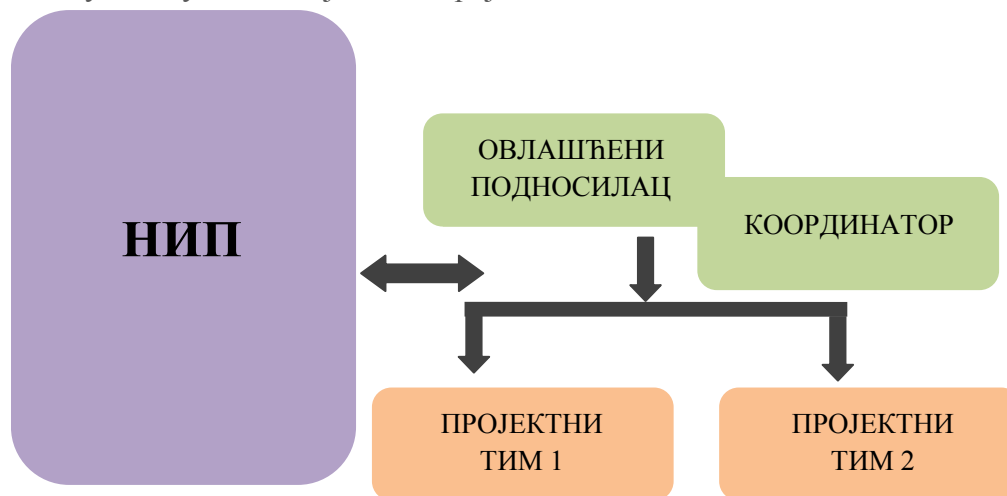 НИП
ОВЛАШЋЕНИ
ПОДНОСИЛАЦ
КООРДИНАТОР
ПРОЈЕКТНИ
ТИМ 1
ПРОЈЕКТНИ
ТИМ 2